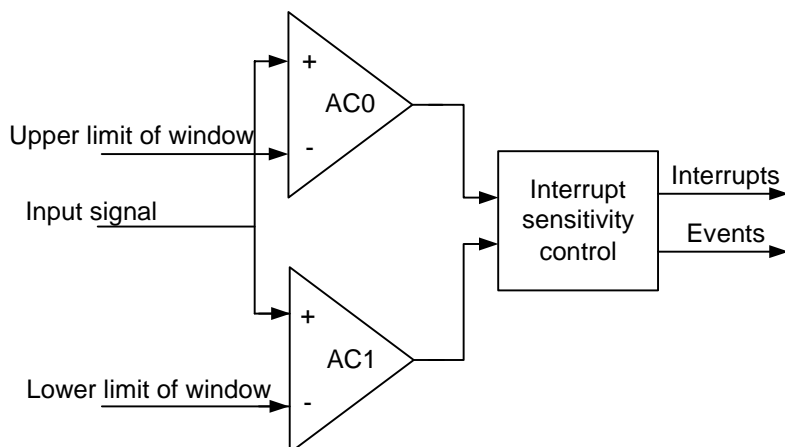 +
AC0
-
Upper limit of window
Input signal
Interrupt
sensitivity
control
Interrupts
Events
+
AC1
-
Lower limit of window